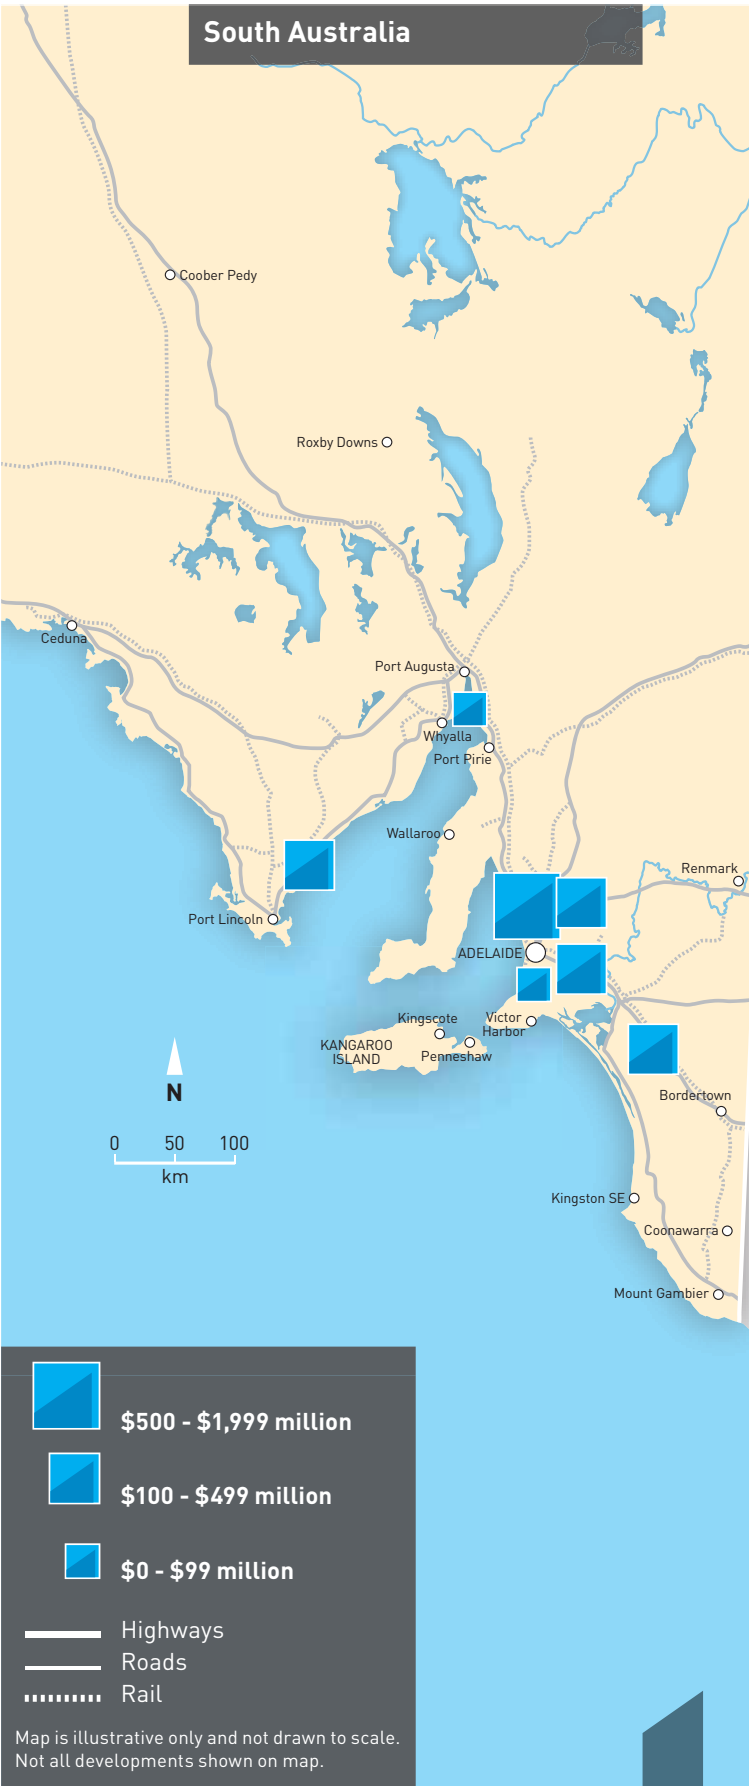 South Australia
Coober Pedy
Roxby Downs
Ceduna
Port Augusta
Whyalla
Port Pirie
Wallaroo
Renmark
Port Lincoln
ADELAIDE
Kingscote
Victor
Harbor
KANGAROO
ISLAND
Penneshaw
N
Bordertown
0 50 100
km
Kingston SE
Coonawarra
Mount Gambier
$500 - $1,999 million
$100 - $499 million
$0 - $99 million
Highways
Roads
Rail
Map is illustrative only and not drawn to scale.
Not all developments shown on map.